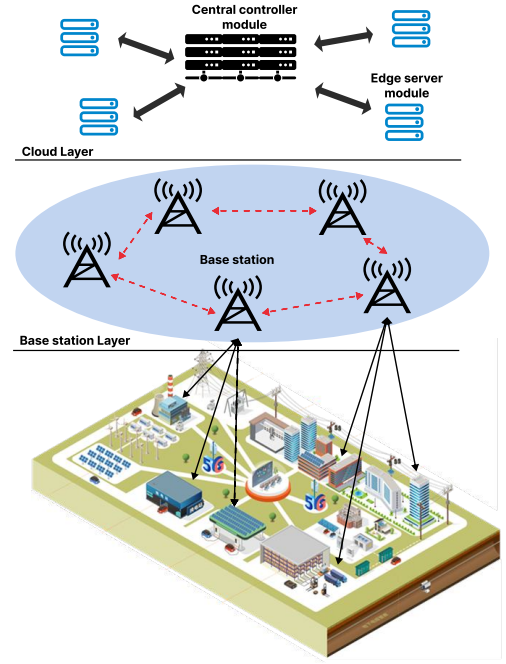 Central controller
module
Edge server
module
Cloud Layer
Base station
Base station Layer
5G
5G